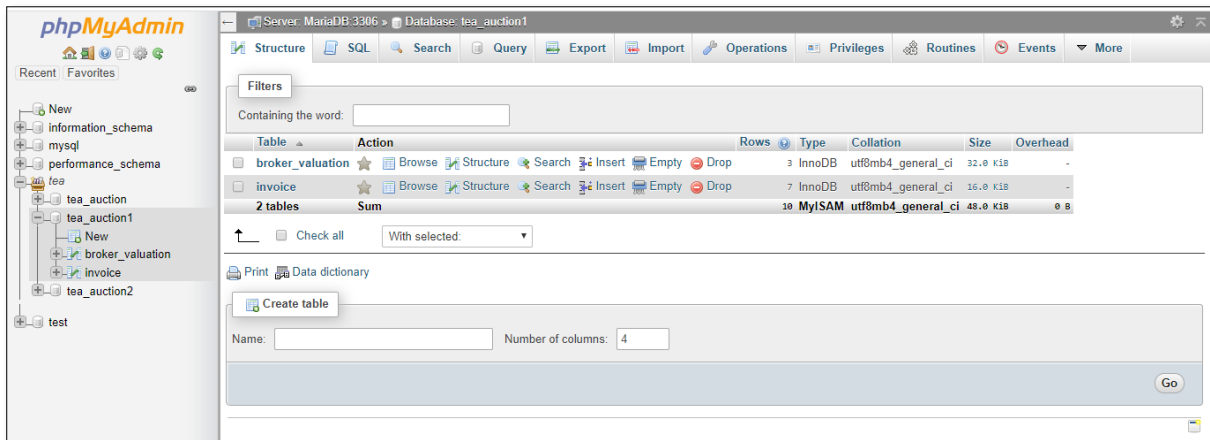 phpMyAdmin
Recent Favorites
New
information_schema
mysql
performance_schema
tea
tea_auction
tea_auction1
New
broker_valuation
invoice
tea_auction2
test
Server: MariaDB:3306 » Database: tea_auction1
Structure SQL Search Query Export Import Operations Privileges Routines Events More
Filters
Containing the word:
Table Action Rows Type Collation Size Overhead
broker_valuation Browse Structure Search Insert Empty Drop 3 InnoDB utf8mb4_general_ci 32.0 KiB -
invoice Browse Structure Search Insert Empty Drop 7 InnoDB utf8mb4_general_ci 16.0 KiB -
2 tables Sum 10 MyISAM utf8mb4_general_ci 48.0 KiB 0 B
Check all With selected:
Print Data dictionary
Create table
Name: Number of columns: 4
Go